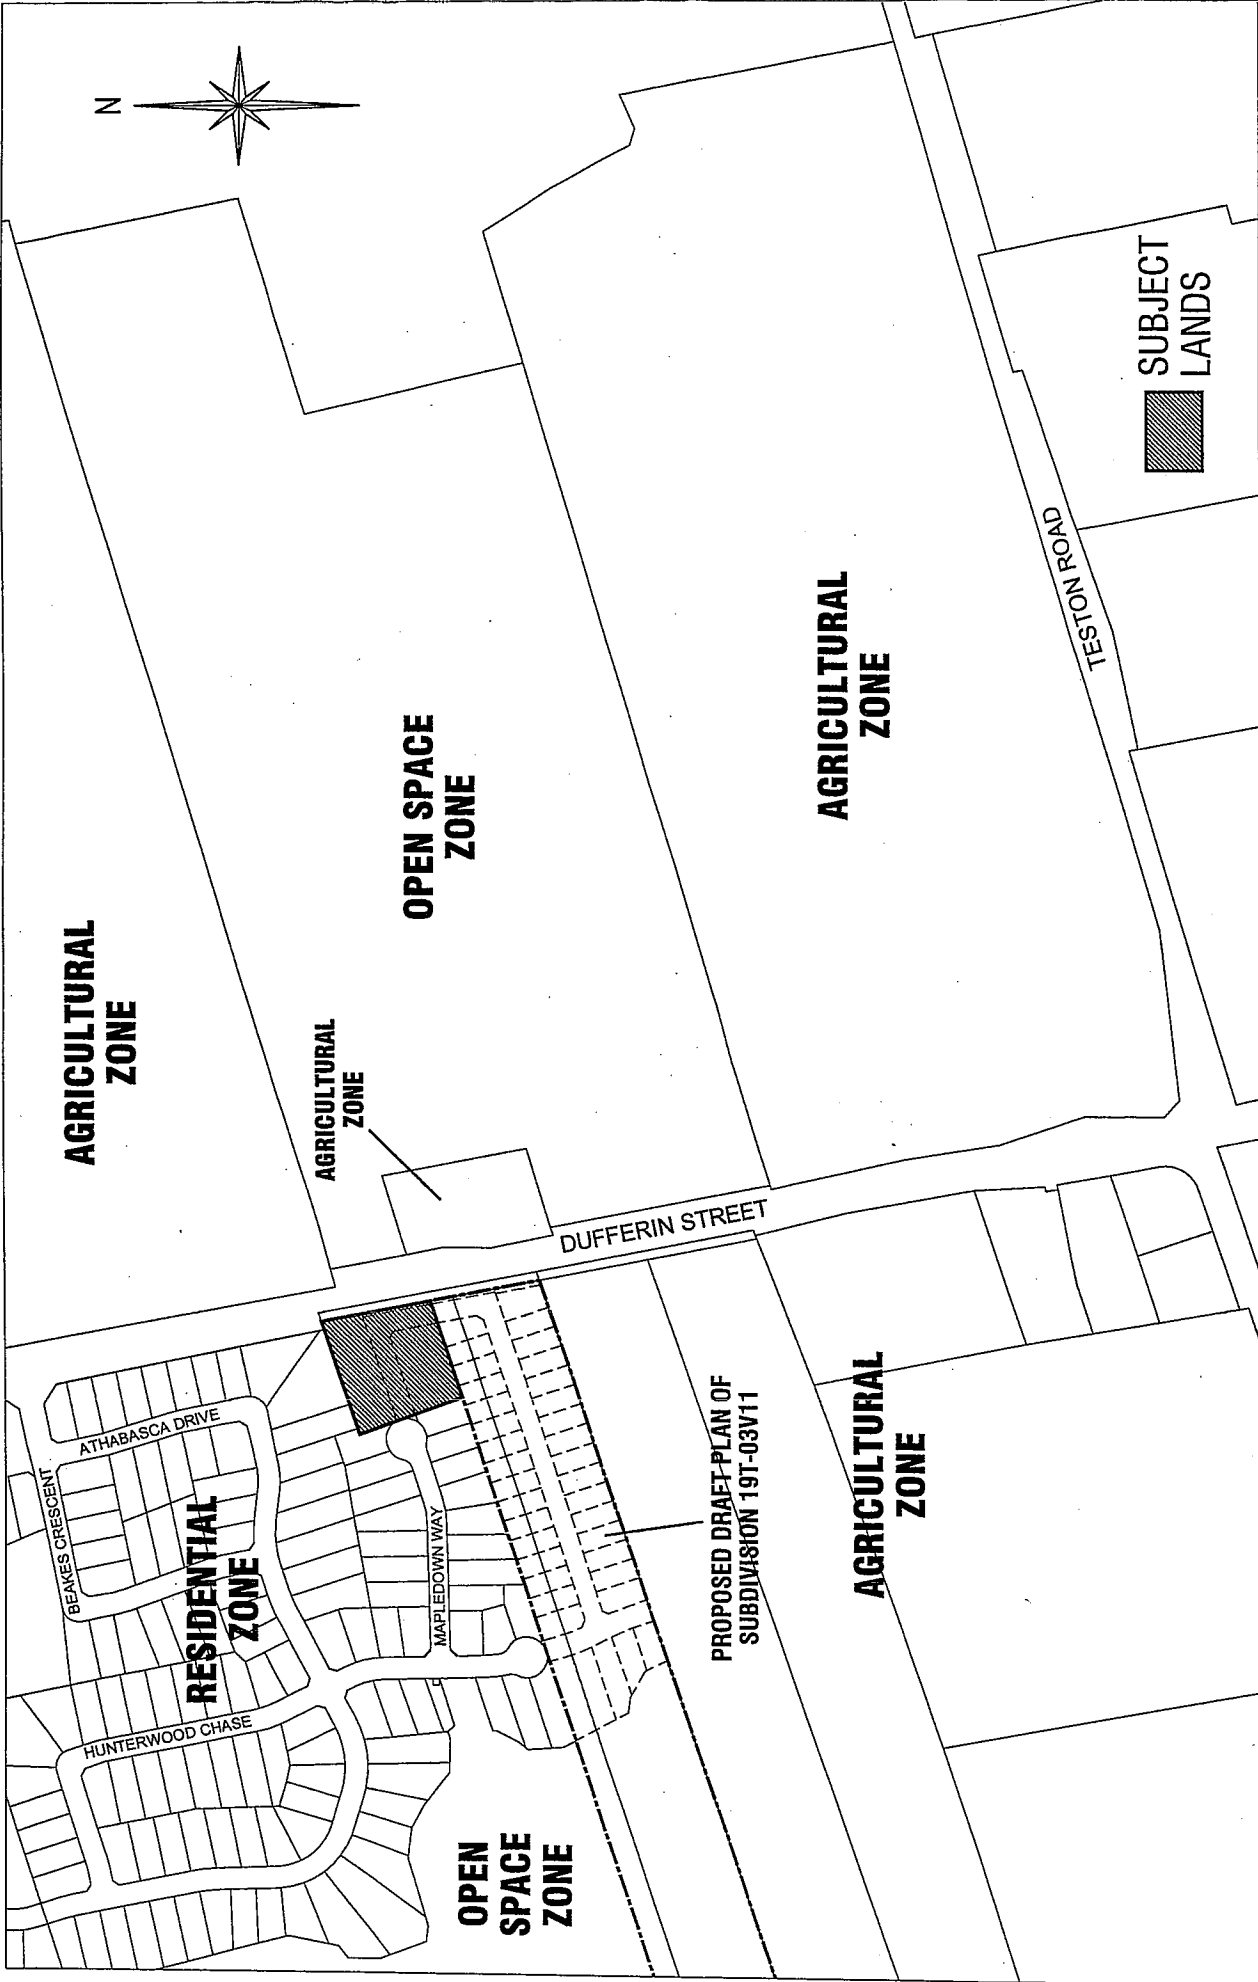 N
AGRICULTURAL
ZONE
OPEN SPACE
ZONE
AGRICULTURAL
ZONE
AGRICULTURAL
ZONE
SUBJECT
LANDS
TESTON ROAD
DUFFERIN STREET
ATHABASCA DRIVE
BEAKES CRESCENT
RESIDENTIAL
ZONE
MAPLEDOWN WAY
HUNTERWOOD CHASE
PROPOSED DRAFT PLAN OF
SUBDIVISION 19T-03V11
AGRICULTURAL
ZONE
OPEN
SPACE
ZONE